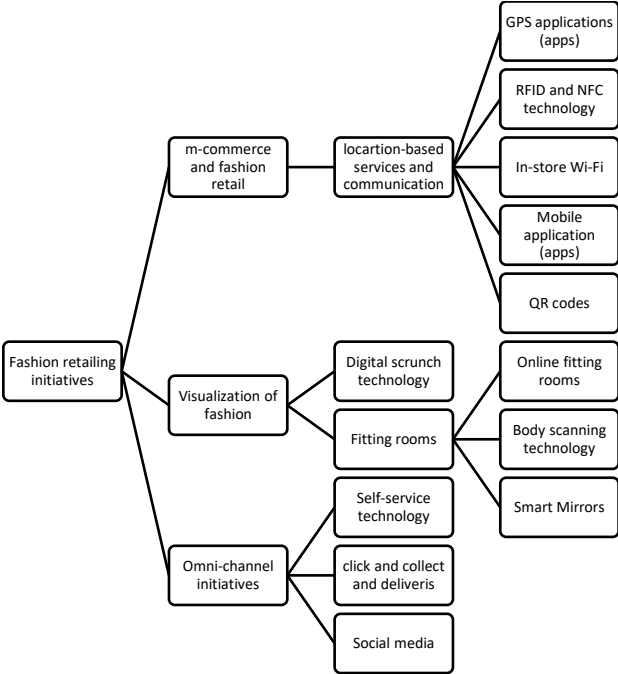 GPS applications
(apps)
RFID and NFC
technology
m-commerce
and fashion
retail
locartion-based
services and
communication
In-store Wi-Fi
Mobile
application
(apps)
QR codes
Fashion retailing
initiatives
Digital scrunch
technology
Online fitting
rooms
Visualization of
fashion
Fitting rooms
Body scanning
technology
Self-service
technology
Smart Mirrors
Omni-channel
initiatives
click and collect
and deliveris
Social media